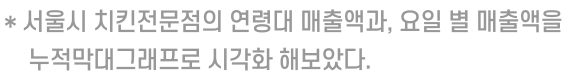 * 서울시 치킨전문점의 연령대 매출액과, 요일 별 매출액을
누적막대그래프로 시각화 해보았다.